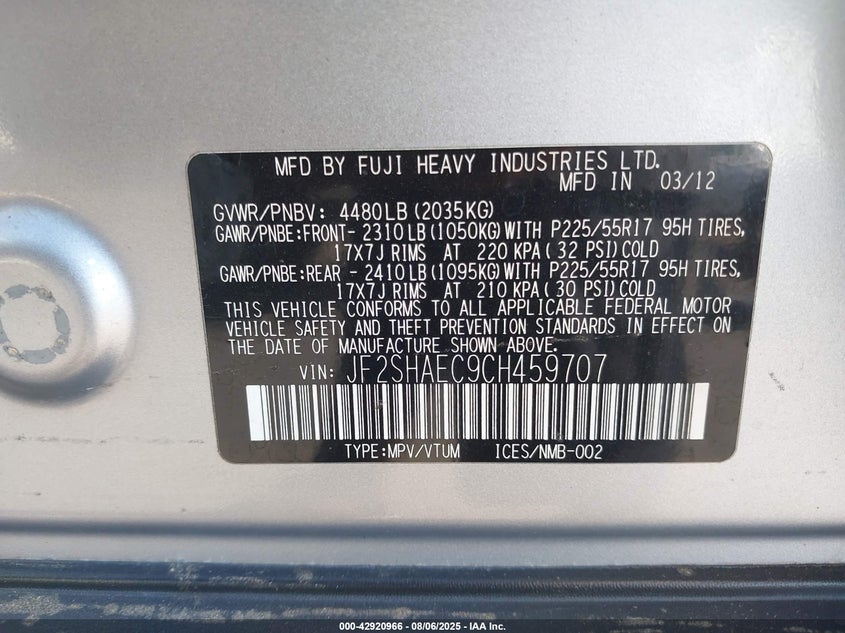 MFD BY FUJI HEAVY INDUSTRIES LTD.
MFD IN 03/12
GVWR/PNBV: 4480LB (2035KG)
GAWR/PNBE:FRONT- 2310LB (1050KG) WITH P225/55R17 95H TIRES,
17X7J RIMS AT 220 KPA ( 32 PSI) COLD
GAWR/PNBE:REAR - 2410LB (1095KG) WITH P225/55R17 95H TIRES,
17X7J RIMS AT 210 KPA ( 30 PSI) COLD
THIS VEHICLE CONFORMS TO ALL APPLICABLE FEDERAL MOTOR
VEHICLE SAFETY AND THEFT PREVENTION STANDARDS IN EFFECT ON
THE DATE OF MANUFACTURE SHOWN ABOVE.
VIN: JF2SHAEC9CH459707
TYPE:MPV/VTUM ICES/NMB-002
000-42920966 - 08/06/2025 - IAA Inc.